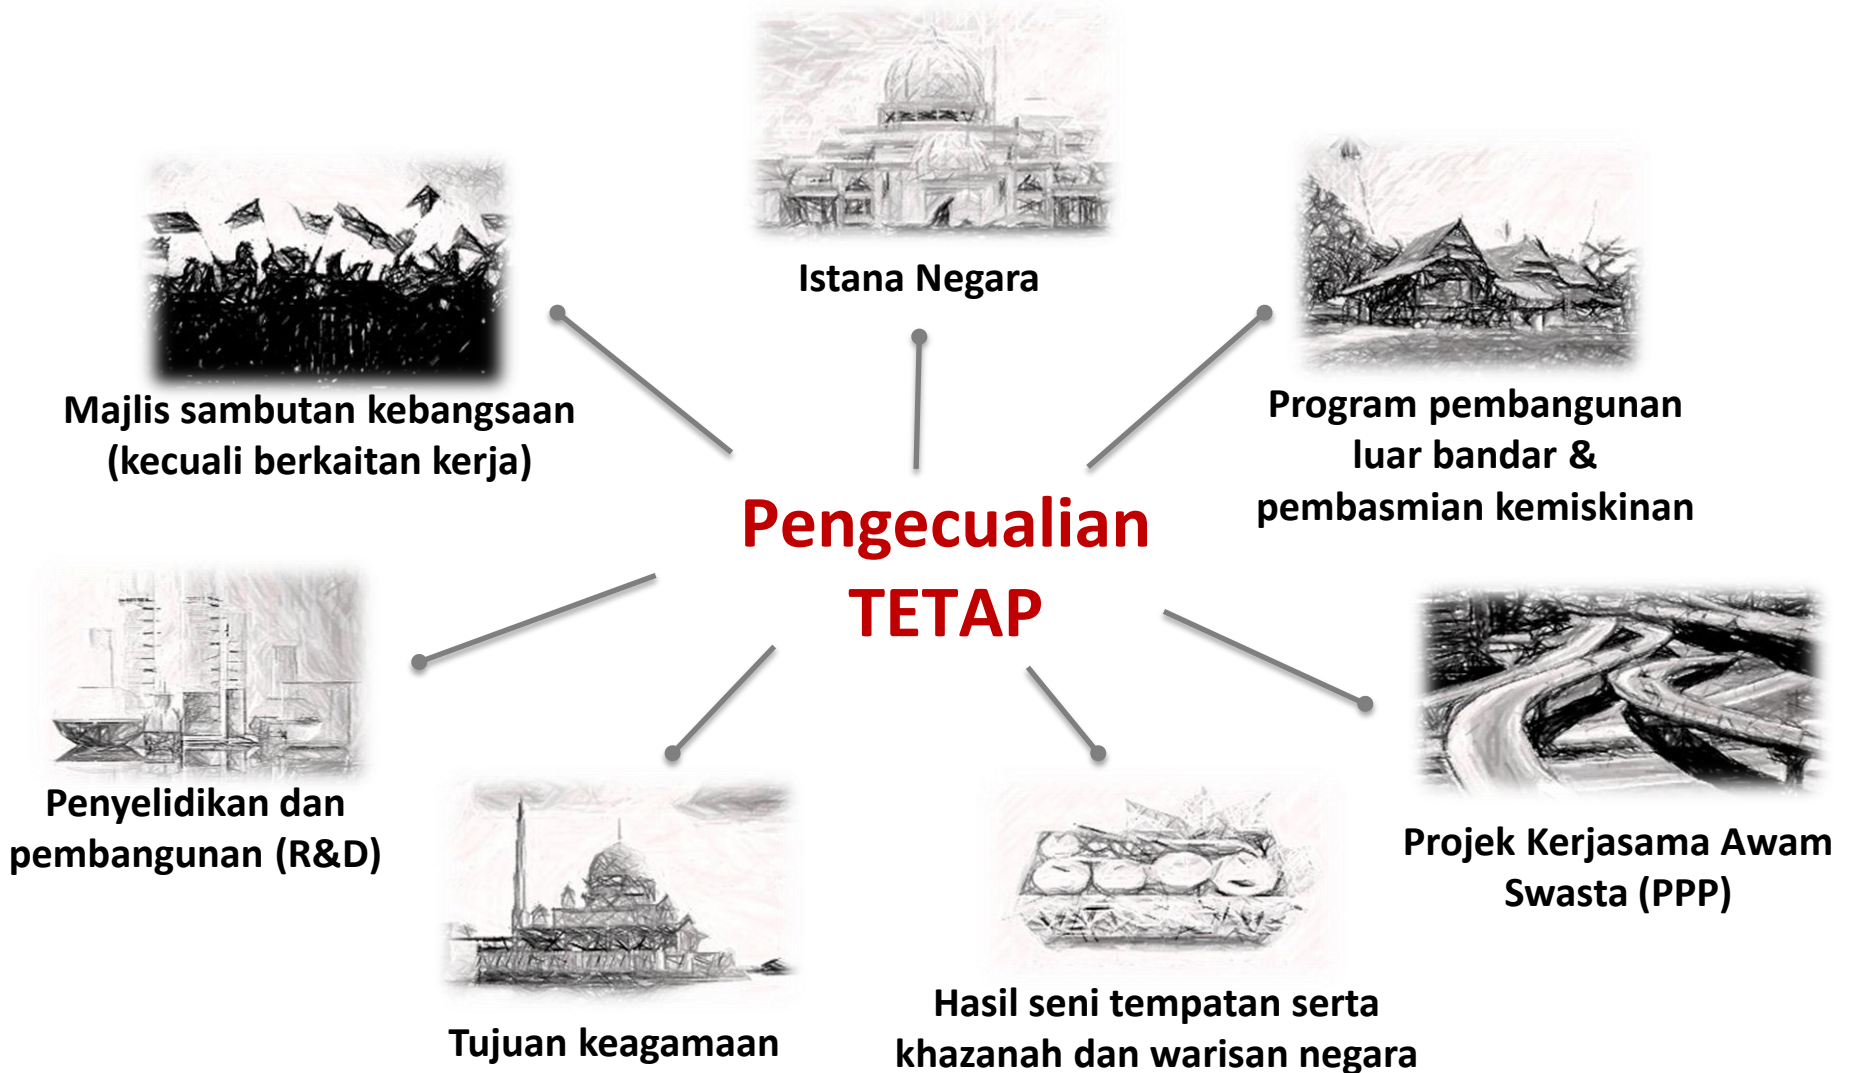 Istana Negara
Majlis sambutan kebangsaan
(kecuali berkaitan kerja)
Program pembangunan
luar bandar &
pembasmian kemiskinan
Pengecualian
TETAP
Penyelidikan dan
pembangunan (R&D)
Projek Kerjasama Awam
Swasta (PPP)
Tujuan keagamaan
Hasil seni tempatan serta
khazanah dan warisan negara